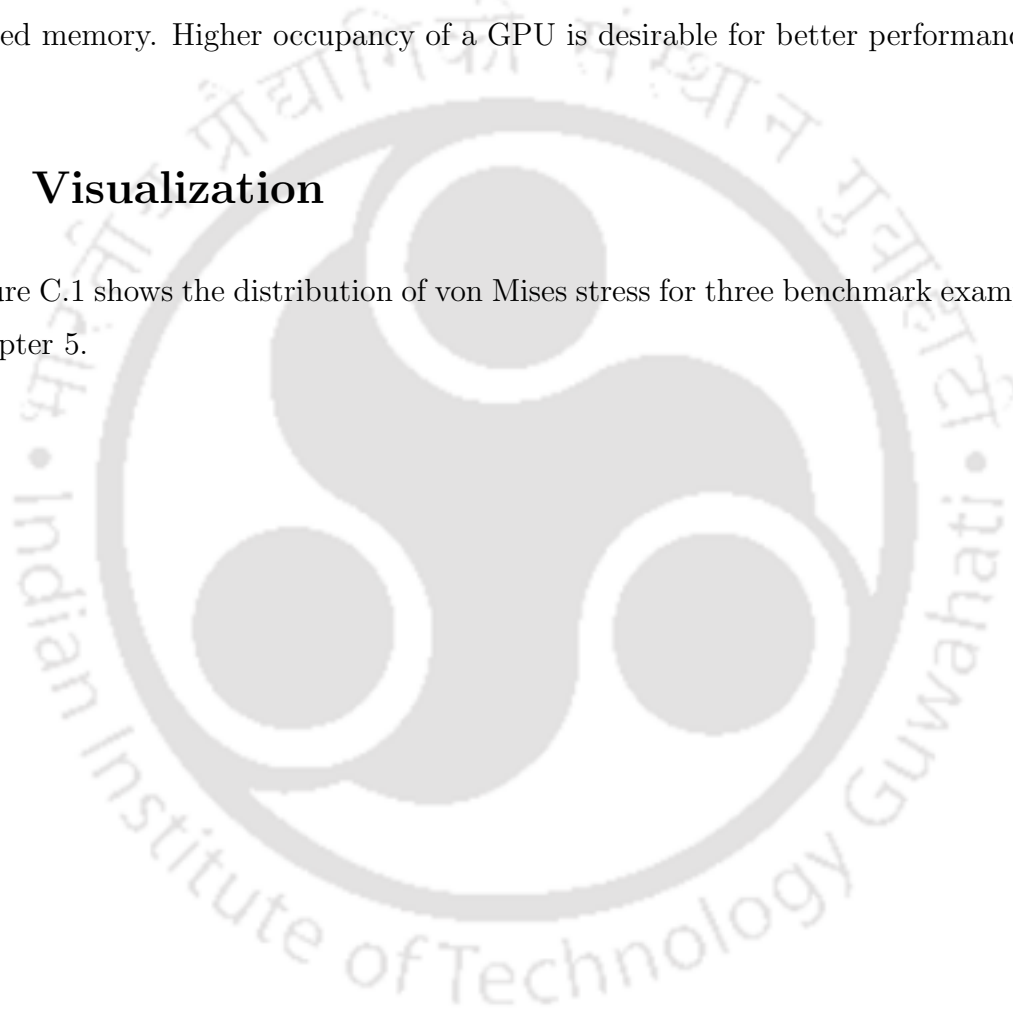 ed memory. Higher occupancy of a GPU is desirable for better performanc
Visualization
ure C.1 shows the distribution of von Mises stress for three benchmark exam
pter 5.
भारतीय प्रौद्योगिकी संस्थान गुवाहाटी
• Indian Institute of Technology Guwahati •